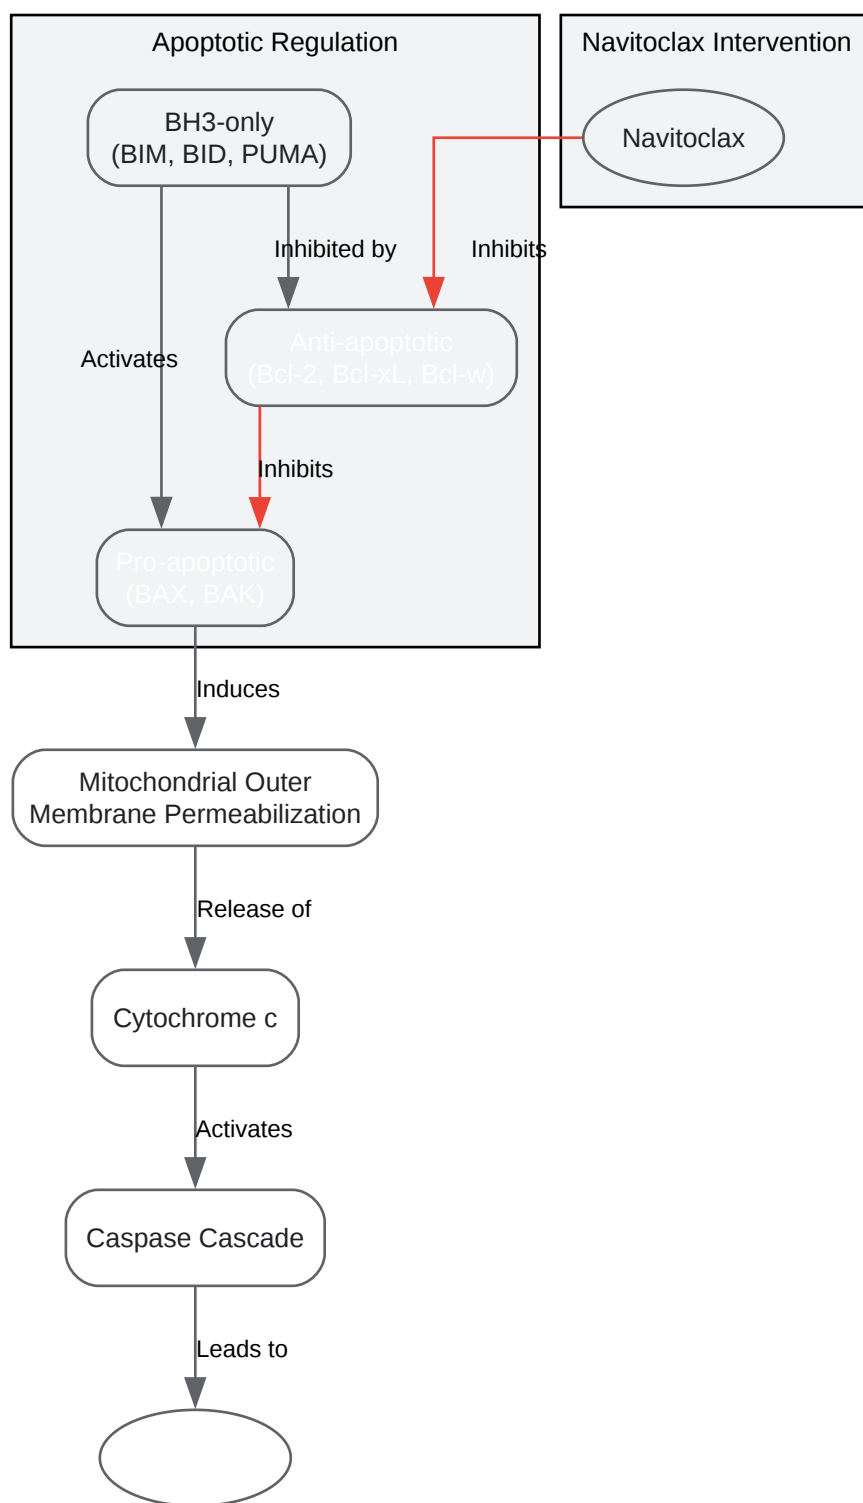 Apoptotic Regulation
Navitoclax Intervention
BH3-only
(BIM, BID, PUMA)
Navitoclax
Inhibited by
Inhibits
Anti-apoptotic
(Bcl-2, Bcl-xL, Bcl-w)
Activates
Inhibits
Pro-apoptotic
(BAX, BAK)
Induces
Mitochondrial Outer
Membrane Permeabilization
Release of
Cytochrome c
Activates
Caspase Cascade
Leads to